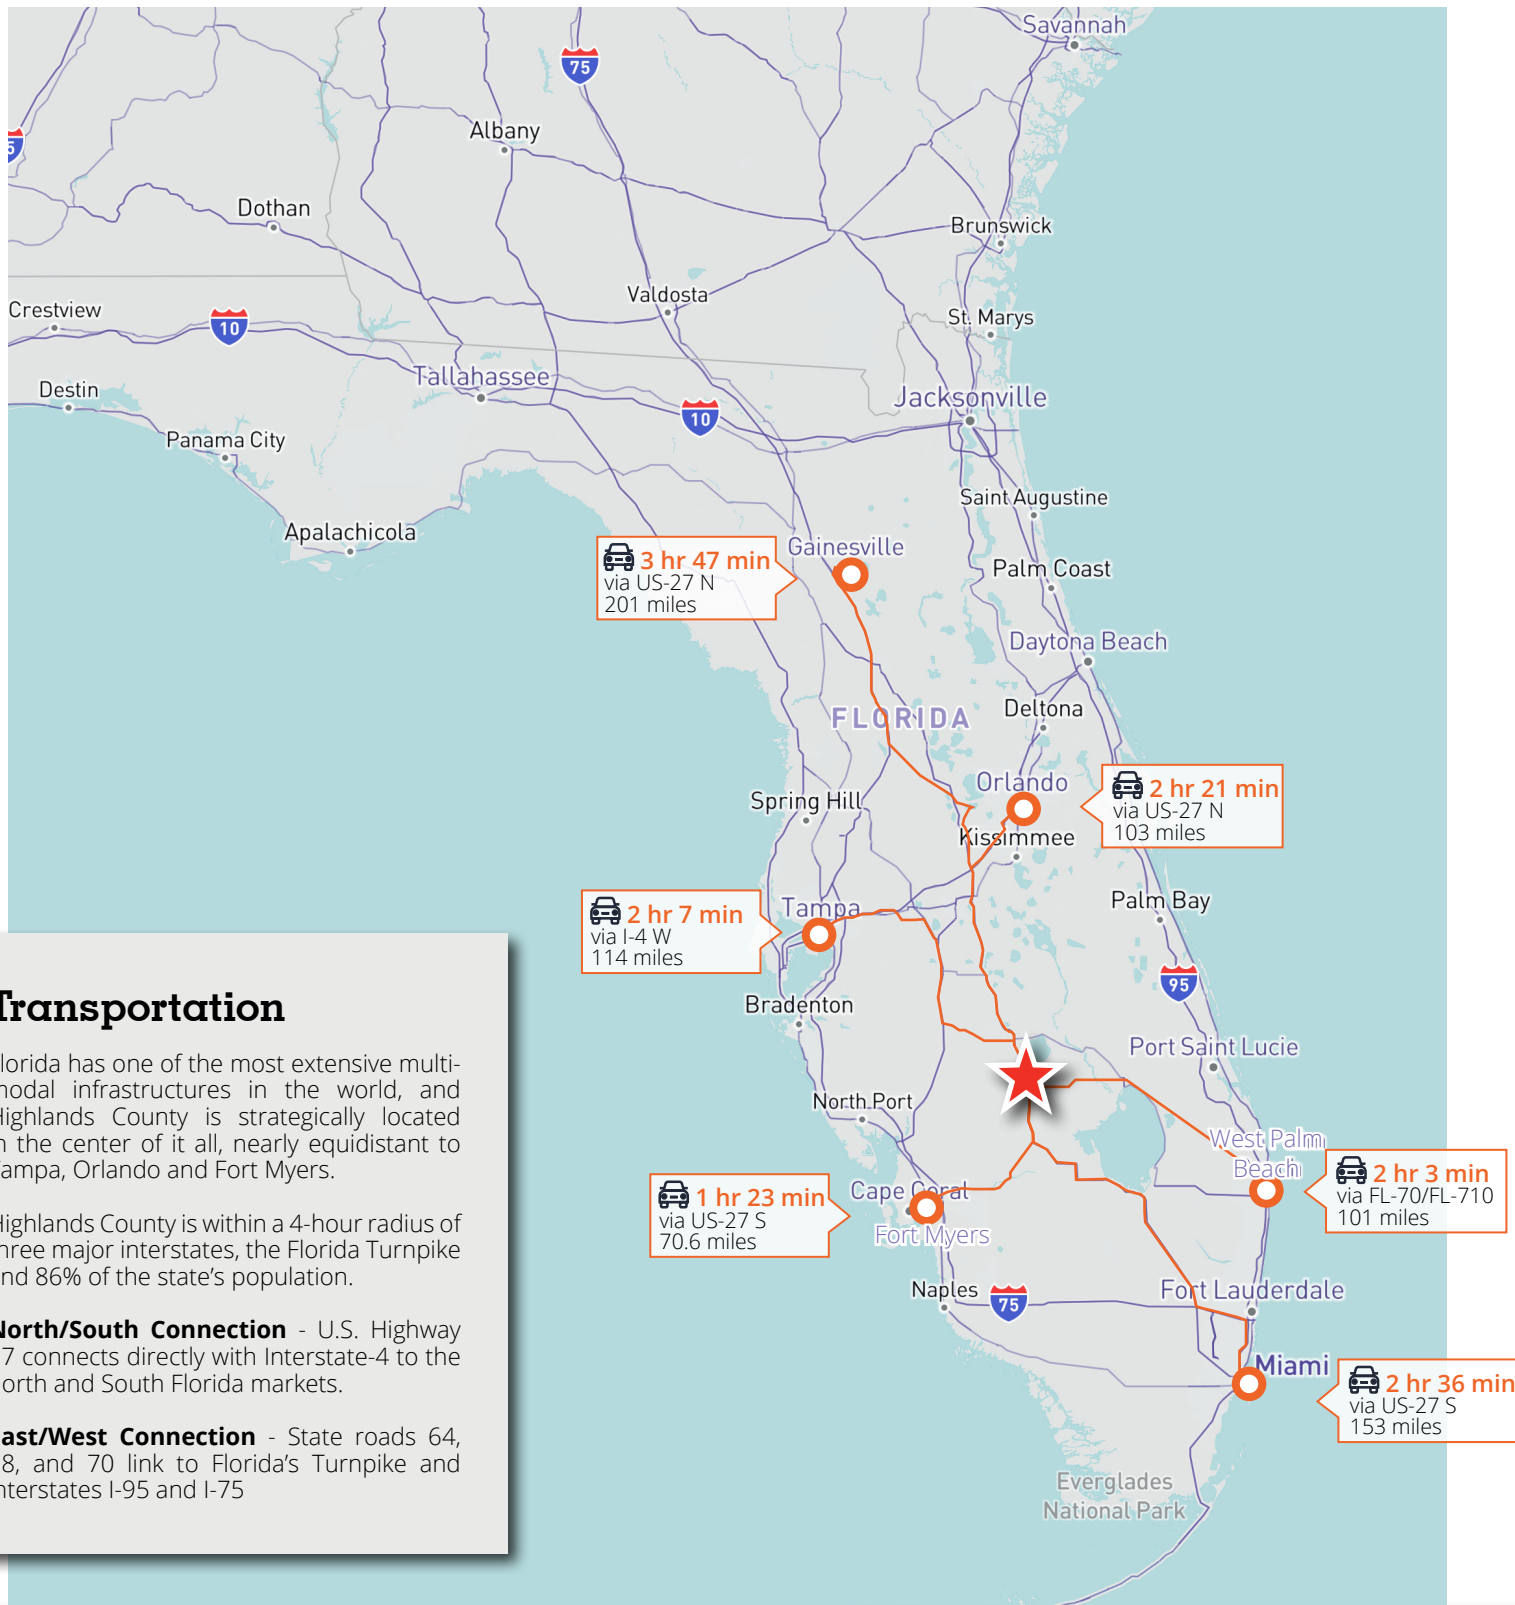 Savannah
75
5
Albany
Dothan
Brunswick
Valdosta
Crestview
10
St. Marys
Tallahassee
Destin
Jacksonville
10
Panama City
Saint Augustine
Apalachicola
Gainesville
3 hr 47 min
via US-27 N
201 miles
Palm Coast
Daytona Beach
FLORIDA
Deltona
Orlando
2 hr 21 min
via US-27 N
103 miles
Spring Hill
Kissimmee
Tampa
2 hr 7 min
via I-4 W
114 miles
Palm Bay
95
Bradenton
Port Saint Lucie
North Port
West Palm
Beach
2 hr 3 min
via FL-70/FL-710
101 miles
1 hr 23 min
via US-27 S
70.6 miles
Cape Coral
Fort Myers
Naples
75
Fort Lauderdale
Miami
2 hr 36 min
via US-27 S
153 miles
Everglades
National Park
Transportation
lorida has one of the most extensive multi-
modal infrastructures in the world, and
Highlands County is strategically located
n the center of it all, nearly equidistant to
Tampa, Orlando and Fort Myers.
Highlands County is within a 4-hour radius of
three major interstates, the Florida Turnpike
nd 86% of the state’s population.
North/South Connection - U.S. Highway
7 connects directly with Interstate-4 to the
orth and South Florida markets.
ast/West Connection - State roads 64,
8, and 70 link to Florida’s Turnpike and
nterstates I-95 and I-75